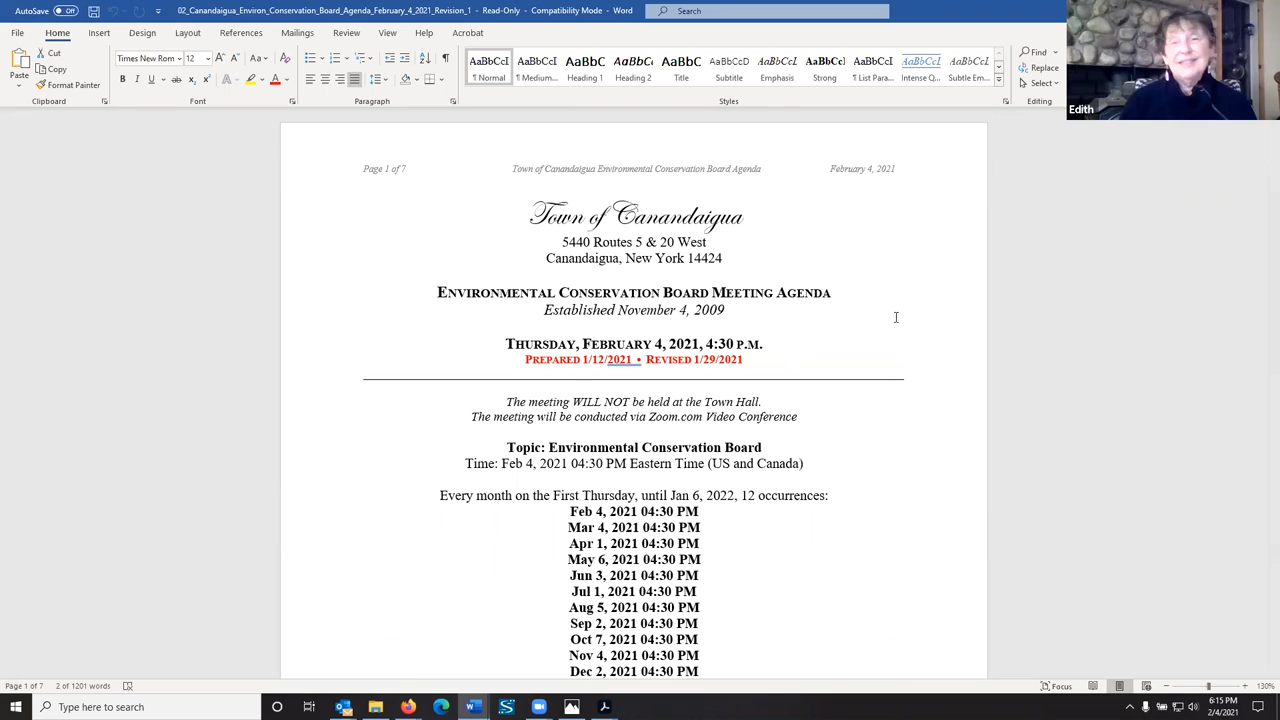 AutoSave Off 02_Canandaigua_Environ_Conservation_Board_Agenda_February_4_2021_Revision_1 - Read-Only - Compatibility Mode - Word Search
File Home Insert Design Layout References Mailings Review View Help Acrobat
Paste Cut Copy Format Painter Clipboard
Times New Rom 12 Font
Paragraph
AaBbCcI AaBbCcI AaBbC AaBbCc AaBbC AaBbCcD AaBbCcI AaBbCc AaBbCcI AaBbCcI AaBbCcI
¶ Normal ¶ Medium... Heading 1 Heading 2 Title Subtitle Emphasis Strong ¶ List Para... Intense Q... Subtle Em...
Styles
Find Replace Select Editing
Edith
Page 1 of 7 Town of Canandaigua Environmental Conservation Board Agenda February 4, 2021
Town of Canandaigua
5440 Routes 5 & 20 West
Canandaigua, New York 14424
ENVIRONMENTAL CONSERVATION BOARD MEETING AGENDA
Established November 4, 2009
THURSDAY, FEBRUARY 4, 2021, 4:30 P.M.
PREPARED 1/12/2021 • REVISED 1/29/2021
The meeting WILL NOT be held at the Town Hall.
The meeting will be conducted via Zoom.com Video Conference
Topic: Environmental Conservation Board
Time: Feb 4, 2021 04:30 PM Eastern Time (US and Canada)
Every month on the First Thursday, until Jan 6, 2022, 12 occurrences:
Feb 4, 2021 04:30 PM
Mar 4, 2021 04:30 PM
Apr 1, 2021 04:30 PM
May 6, 2021 04:30 PM
Jun 3, 2021 04:30 PM
Jul 1, 2021 04:30 PM
Aug 5, 2021 04:30 PM
Sep 2, 2021 04:30 PM
Oct 7, 2021 04:30 PM
Nov 4, 2021 04:30 PM
Dec 2, 2021 04:30 PM
Page 1 of 7 2 of 1201 words Focus 130%
Type here to search
6:15 PM
2/4/2021